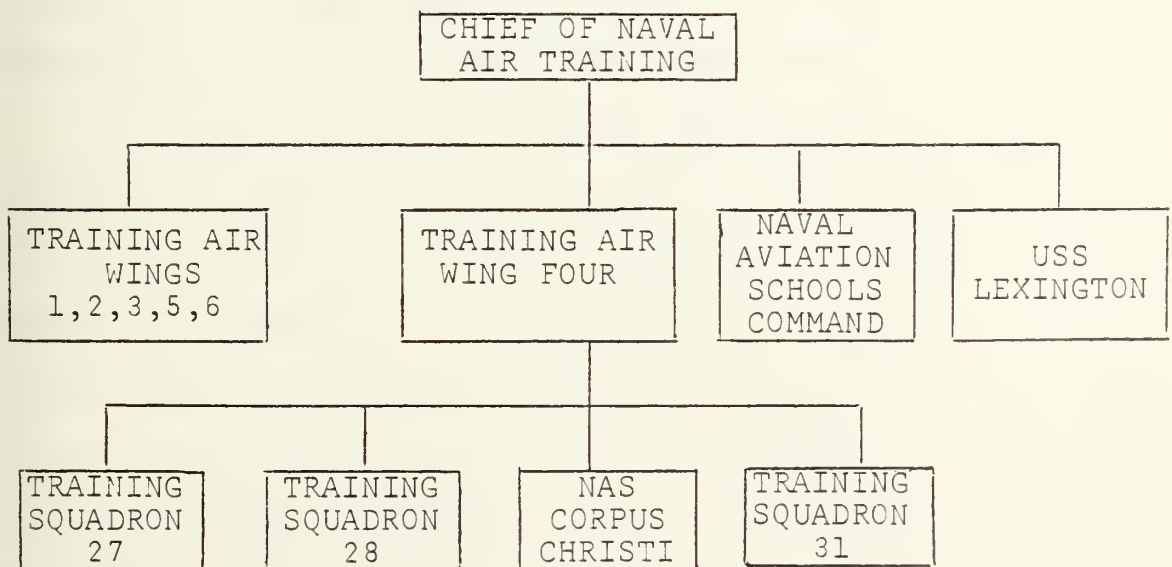 CHIEF OF NAVAL
AIR TRAINING
TRAINING AIR
WINGS
1,2,3,5,6
TRAINING AIR
WING FOUR
NAVAL
AVIATION
SCHOOLS
COMMAND
USS
LEXINGTON
TRAINING
SQUADRON
27
TRAINING
SQUADRON
28
NAS
CORPUS
CHRISTI
TRAINING
SQUADRON
31